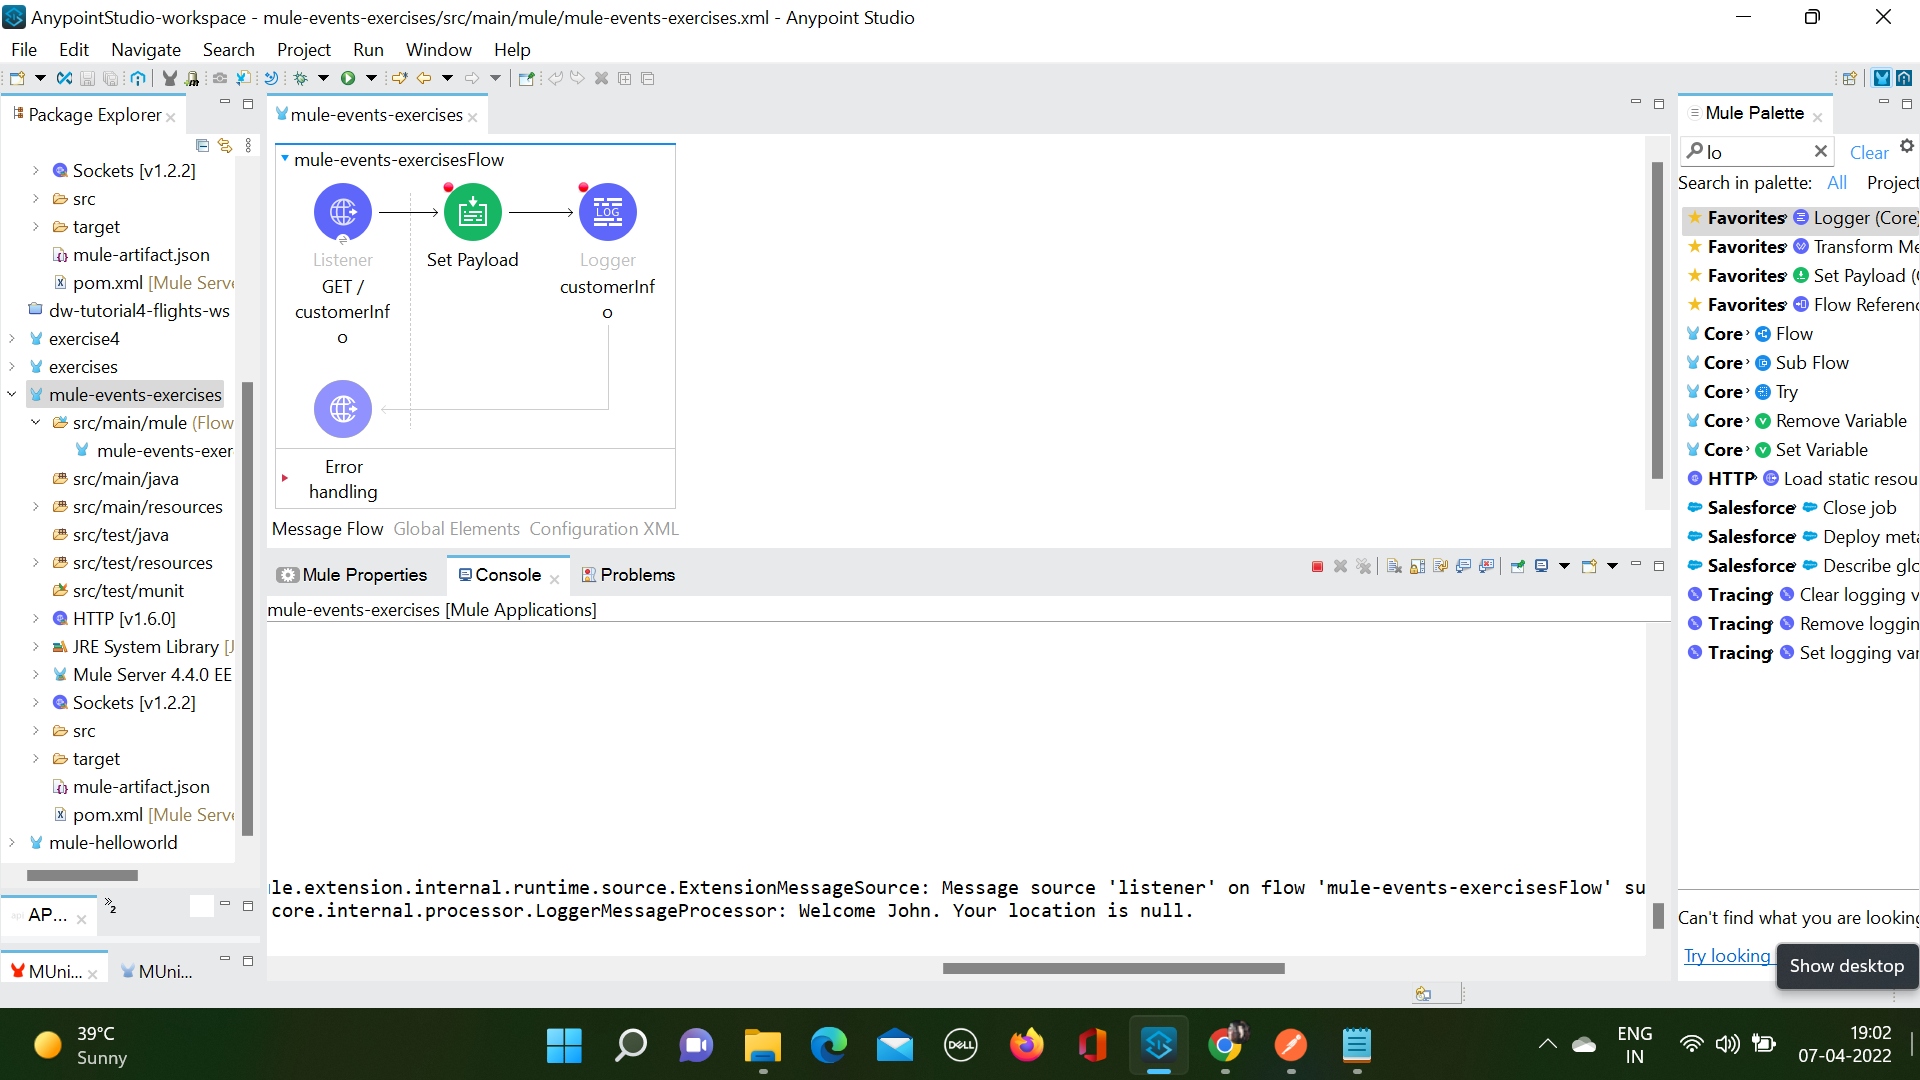 AnypointStudio-workspace - mule-events-exercises/src/main/mule/mule-events-exercises.xml - Anypoint Studio
File Edit Navigate Search Project Run Window Help
Package Explorer
Sockets [v1.2.2]
src
target
mule-artifact.json
pom.xml [Mule Serve
dw-tutorial4-flights-ws
exercise4
exercises
mule-events-exercises
src/main/mule (Flow
mule-events-exer
src/main/java
src/main/resources
src/test/java
src/test/resources
src/test/munit
HTTP [v1.6.0]
JRE System Library [J
Mule Server 4.4.0 EE
Sockets [v1.2.2]
src
target
mule-artifact.json
pom.xml [Mule Serve
mule-helloworld
AP...
2
MUni...
MUni...
mule-events-exercises
mule-events-exercisesFlow
LOG
Listener
GET /
customerInf
o
Set Payload
Logger
customerInf
o
Error
handling
Message Flow Global Elements Configuration XML
Mule Properties Console Problems
mule-events-exercises [Mule Applications]
le.extension.internal.runtime.source.ExtensionMessageSource: Message source 'listener' on flow 'mule-events-exercisesFlow' su
core.internal.processor.LoggerMessageProcessor: Welcome John. Your location is null.
Mule Palette
lo
Clear
Search in palette: All Project
Favorites Logger (Core)
Favorites Transform Me
Favorites Set Payload (C
Favorites Flow Referenc
Core Flow
Core Sub Flow
Core Try
Core Remove Variable
Core Set Variable
HTTP Load static resou
Salesforce Close job
Salesforce Deploy meta
Salesforce Describe glo
Tracing Clear logging v
Tracing Remove loggin
Tracing Set logging var
Can't find what you are looking
Try looking
Show desktop
39°C
Sunny
DELL
ENG
IN
19:02
07-04-2022